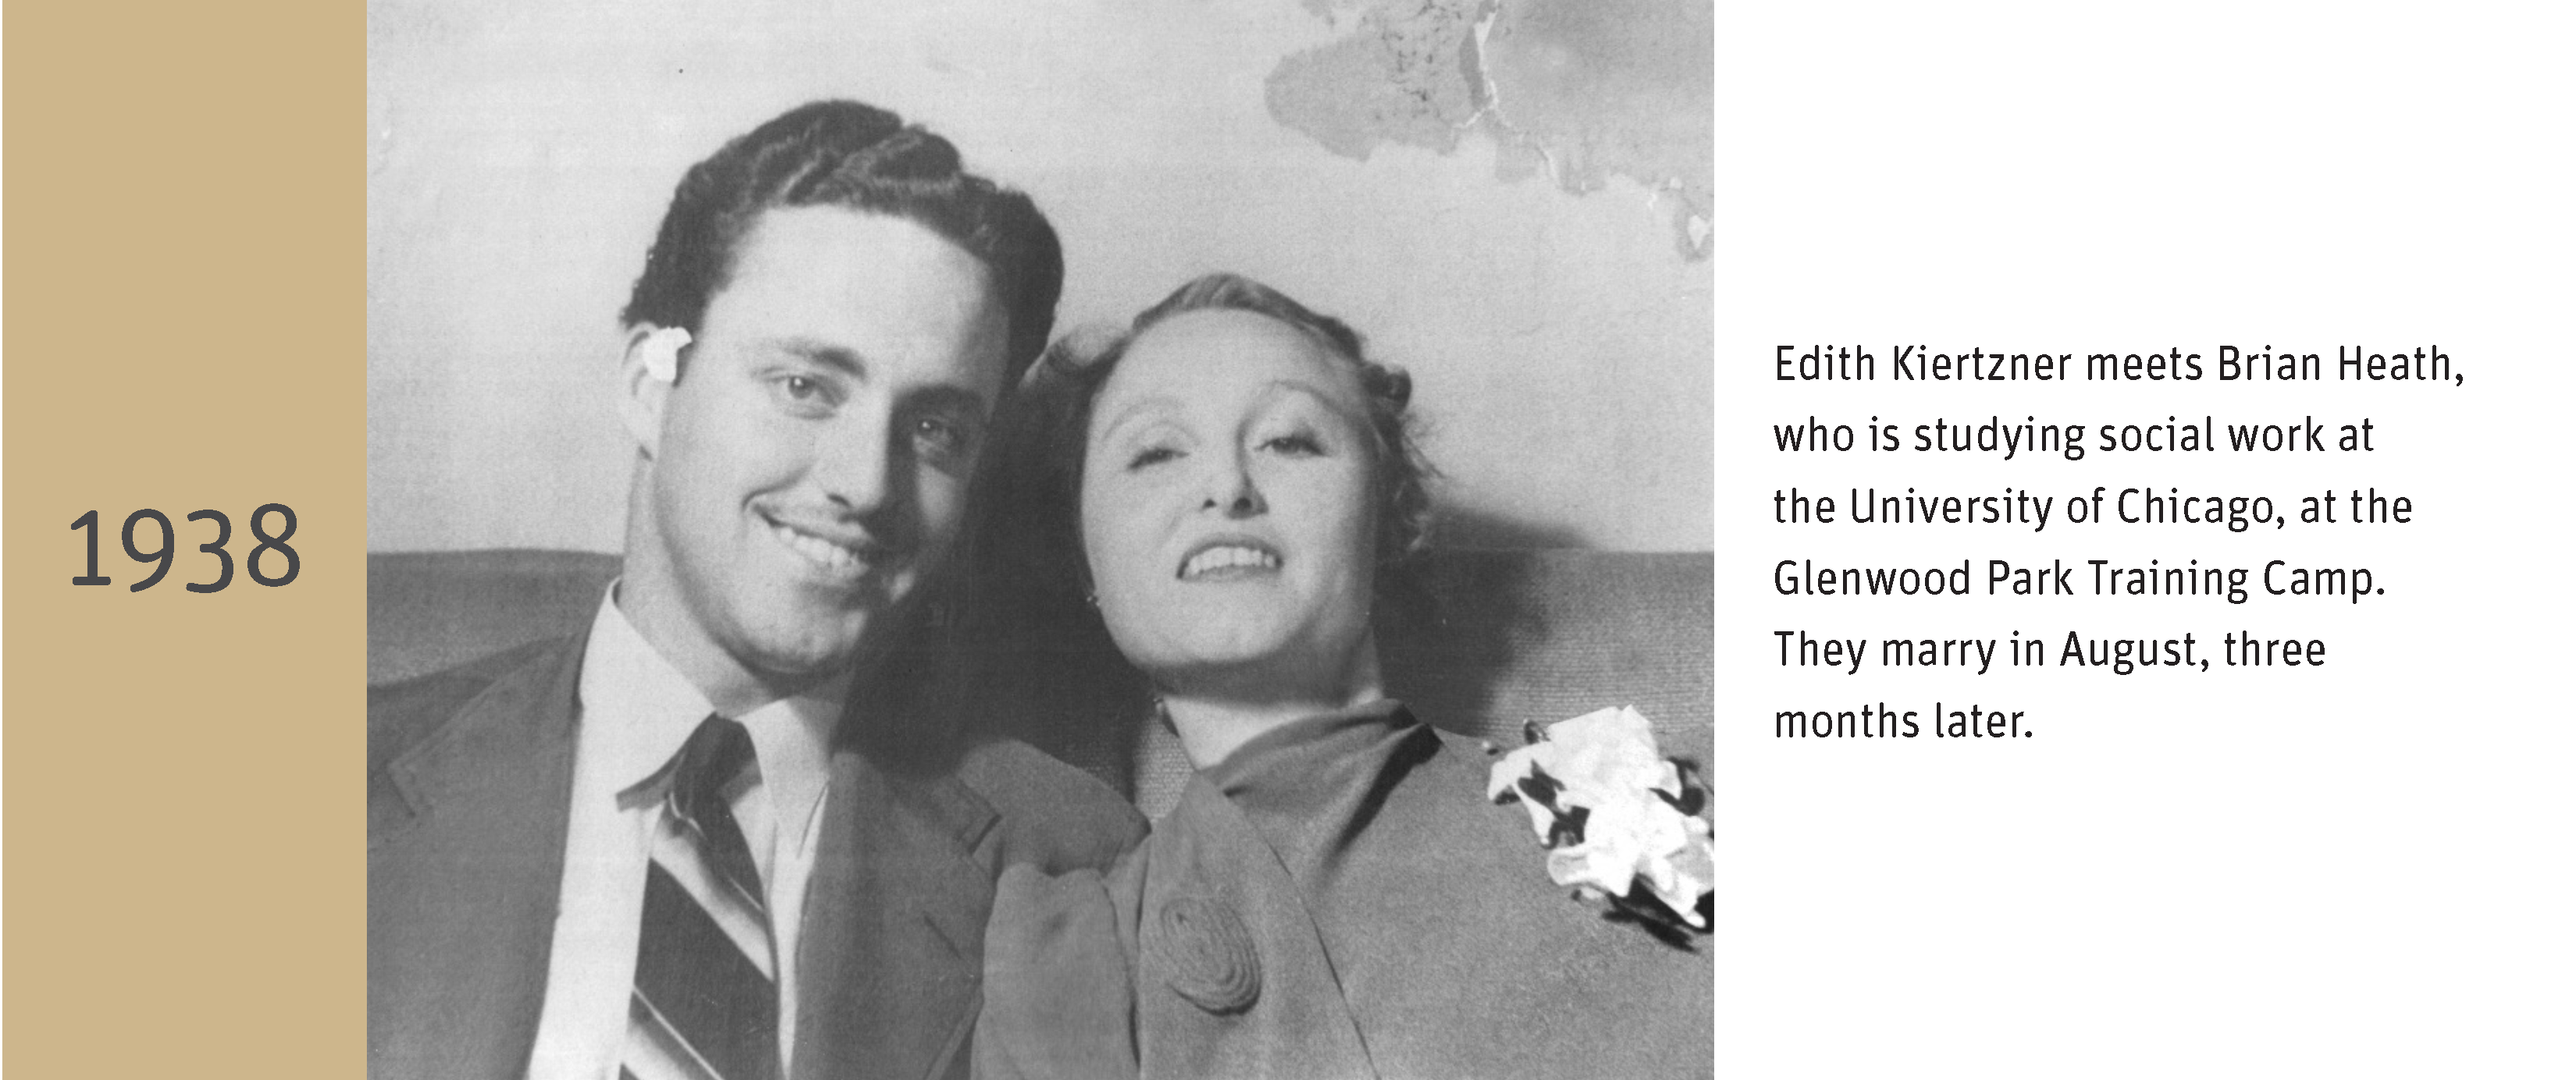 1938
Edith Kiertzner meets Brian Heath,
who is studying social work at
the University of Chicago, at the
Glenwood Park Training Camp.
They marry in August, three
months later.